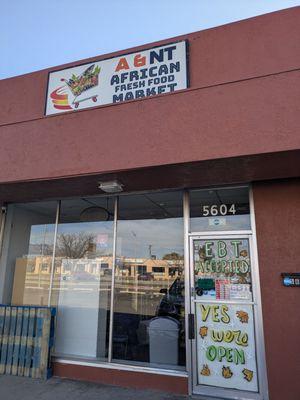 A & NT
AFRICAN
FRESH FOOD
MARKET
5604
EBT
ACCEPTED
YES
we're
OPEN